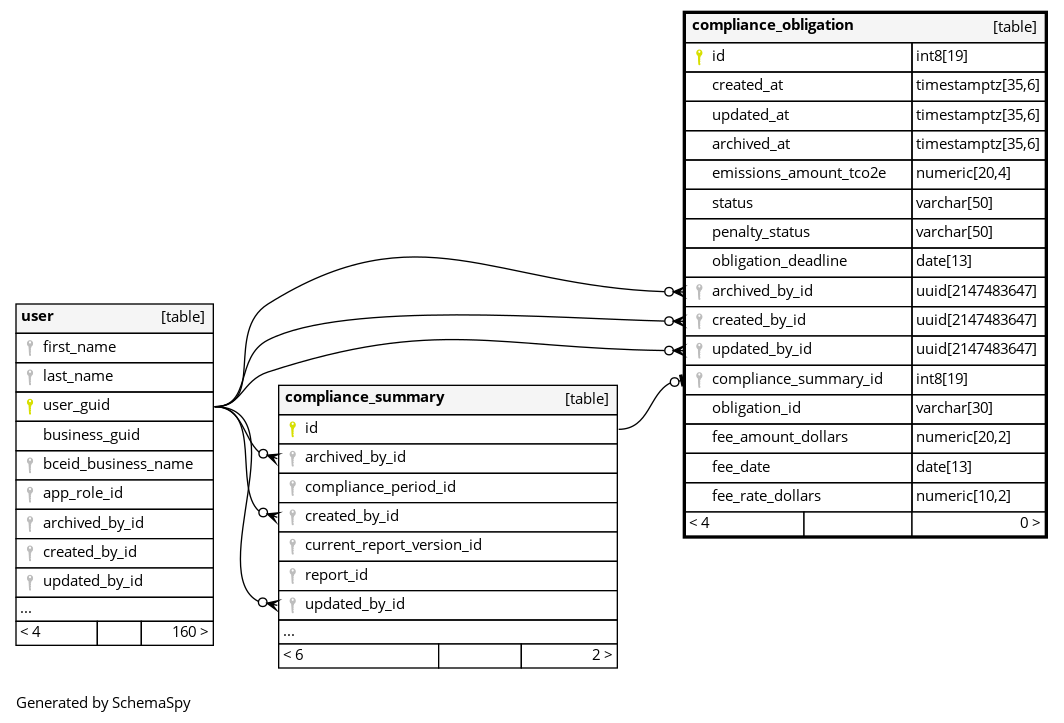 compliance_obligation [table]
id int8[19]
created_at timestamptz[35,6]
updated_at timestamptz[35,6]
archived_at timestamptz[35,6]
emissions_amount_tco2e numeric[20,4]
status varchar[50]
penalty_status varchar[50]
obligation_deadline date[13]
archived_by_id uuid[2147483647]
created_by_id uuid[2147483647]
updated_by_id uuid[2147483647]
compliance_summary_id int8[19]
obligation_id varchar[30]
fee_amount_dollars numeric[20,2]
fee_date date[13]
fee_rate_dollars numeric[10,2]
< 4 0 >
user [table]
first_name
last_name
user_guid
business_guid
bceid_business_name
app_role_id
archived_by_id
created_by_id
updated_by_id
...
< 4 160 >
compliance_summary [table]
id
archived_by_id
compliance_period_id
created_by_id
current_report_version_id
report_id
updated_by_id
...
< 6 2 >
Generated by SchemaSpy